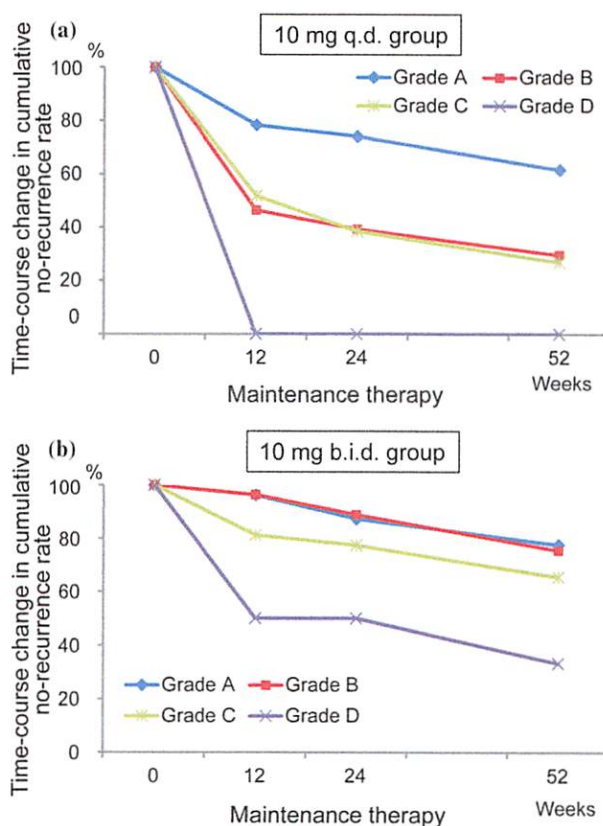 (a)
10 mg q.d. group
%
Time-course change in cumulative
no-recurrence rate
100
80
60
40
20
0
Grade A
Grade B
Grade C
Grade D
0
12
24
52
Maintenance therapy
Weeks
(b)
10 mg b.i.d. group
%
Time-course change in cumulative
no-recurrence rate
100
80
60
40
20
0
Grade A
Grade B
Grade C
Grade D
0
12
24
52
Maintenance therapy
Weeks